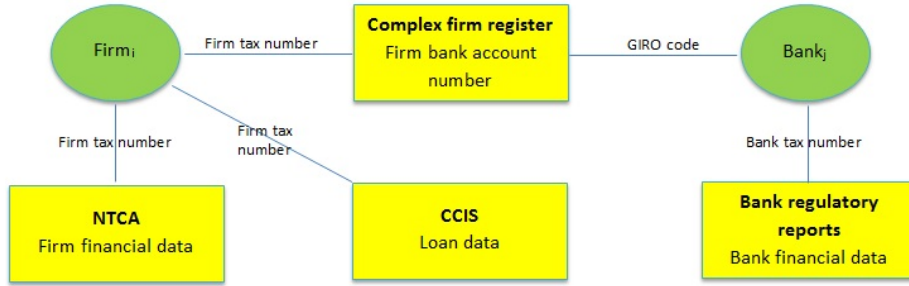 Firmi
Firm tax number
Complex firm register
Firm bank account
number
GIRO code
Bankj
Firm tax number
Firm tax
number
Bank tax number
NTCA
Firm financial data
CCIS
Loan data
Bank regulatory
reports
Bank financial data